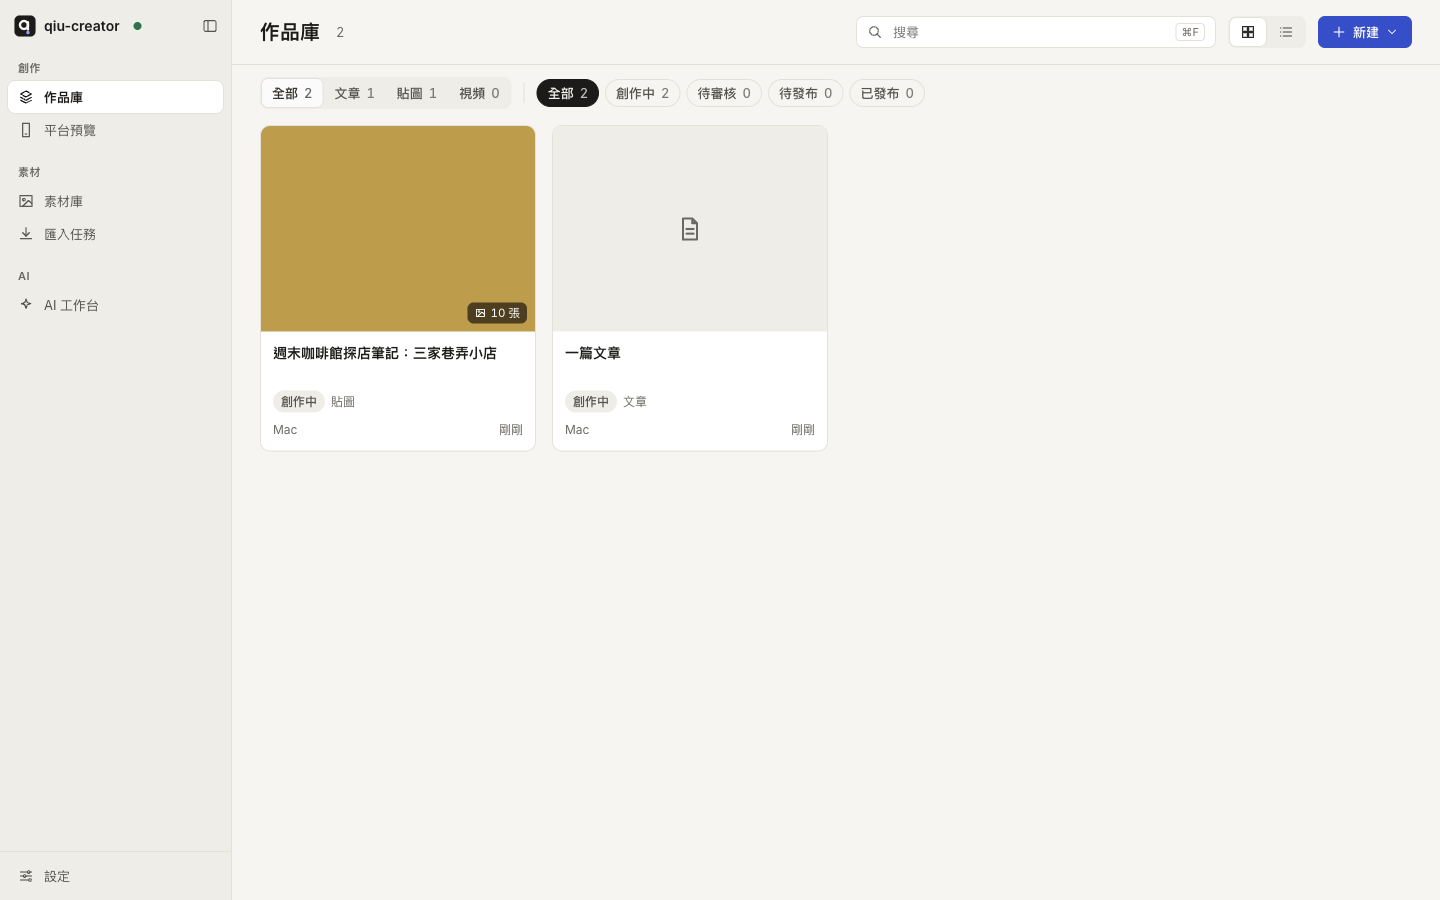 qiu-creator
創作
作品庫
平台預覽
素材
素材庫
匯入任務
AI
AI 工作台
設定
作品庫 2
搜尋 ⌘F
新建
全部 2 文章 1 貼圖 1 視頻 0
全部 2 創作中 2 待審核 0 待發布 0 已發布 0
10 張
週末咖啡館探店筆記：三家巷弄小店
創作中 貼圖
Mac 剛剛
一篇文章
創作中 文章
Mac 剛剛